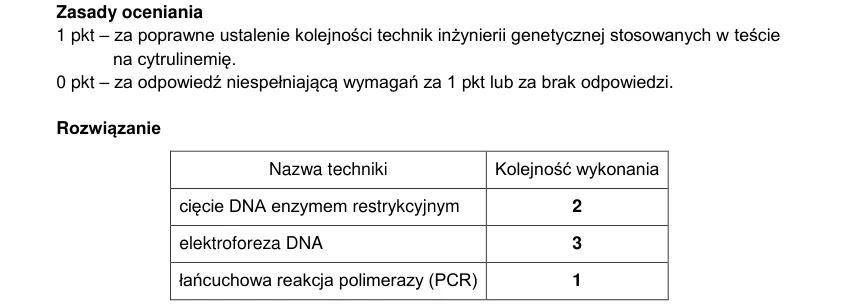 Zasady oceniania
1 pkt – za poprawne ustalenie kolejności technik inżynierii genetycznej stosowanych w teście
na cytrulinemię.
0 pkt – za odpowiedź niespełniającą wymagań za 1 pkt lub za brak odpowiedzi.
Rozwiązanie
Nazwa techniki Kolejność wykonania
cięcie DNA enzymem restrykcyjnym 2
elektroforeza DNA 3
łańcuchowa reakcja polimerazy (PCR) 1